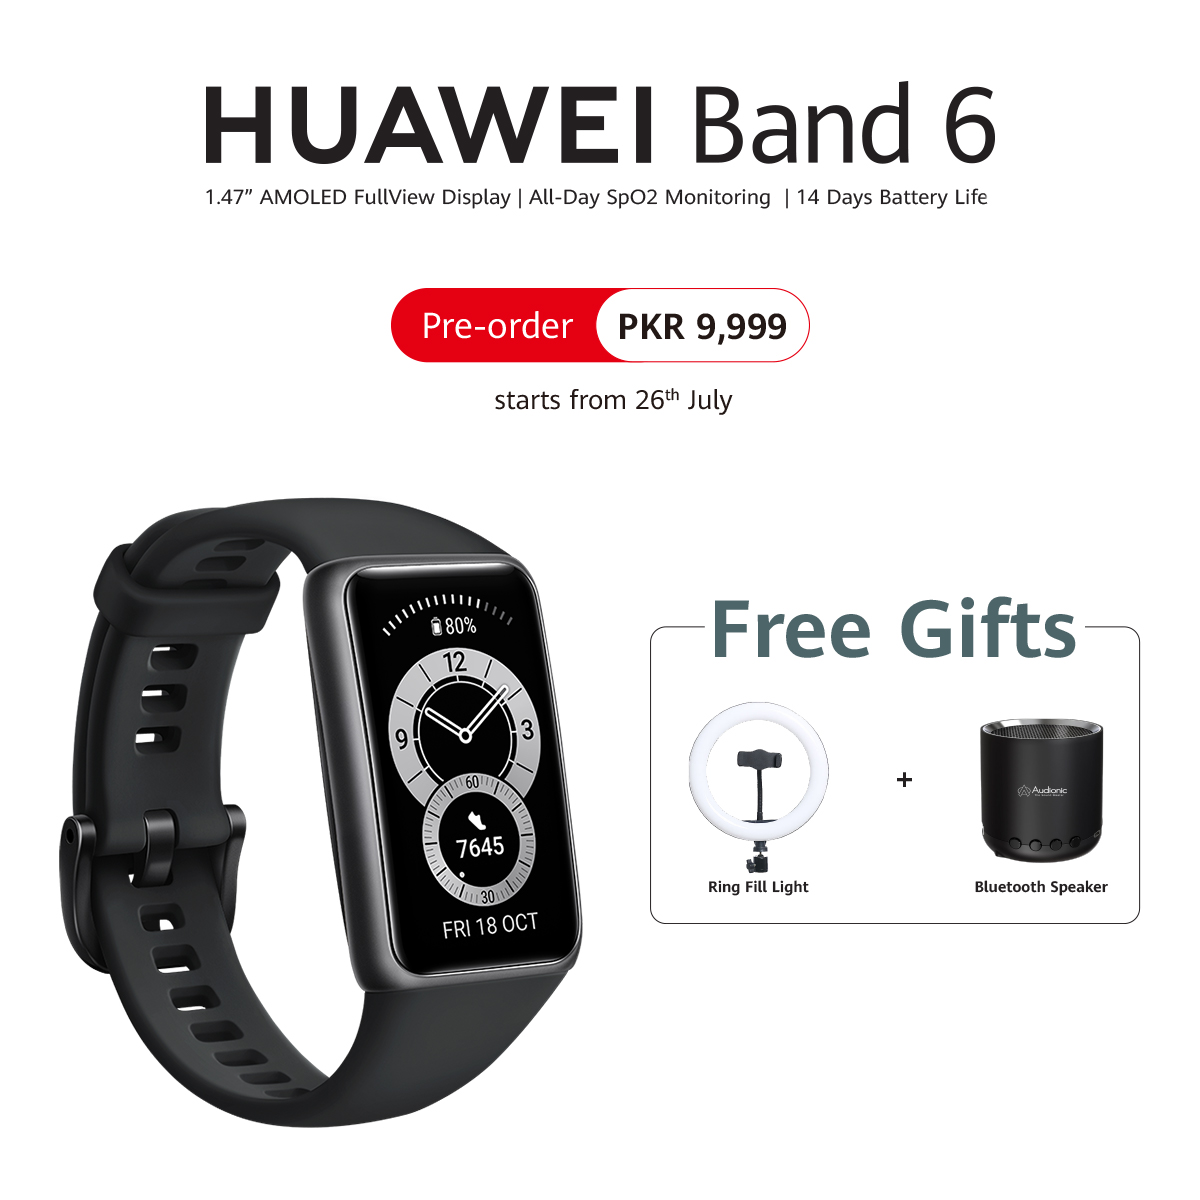 HUAWEI Band 6
1.47” AMOLED FullView Display | All-Day SpO2 Monitoring | 14 Days Battery Life
Pre-order PKR 9,999
starts from 26th July
80%
12
9 3
60
7645
30
FRI 18 OCT
Free Gifts
Audionic
+
Ring Fill Light
Bluetooth Speaker